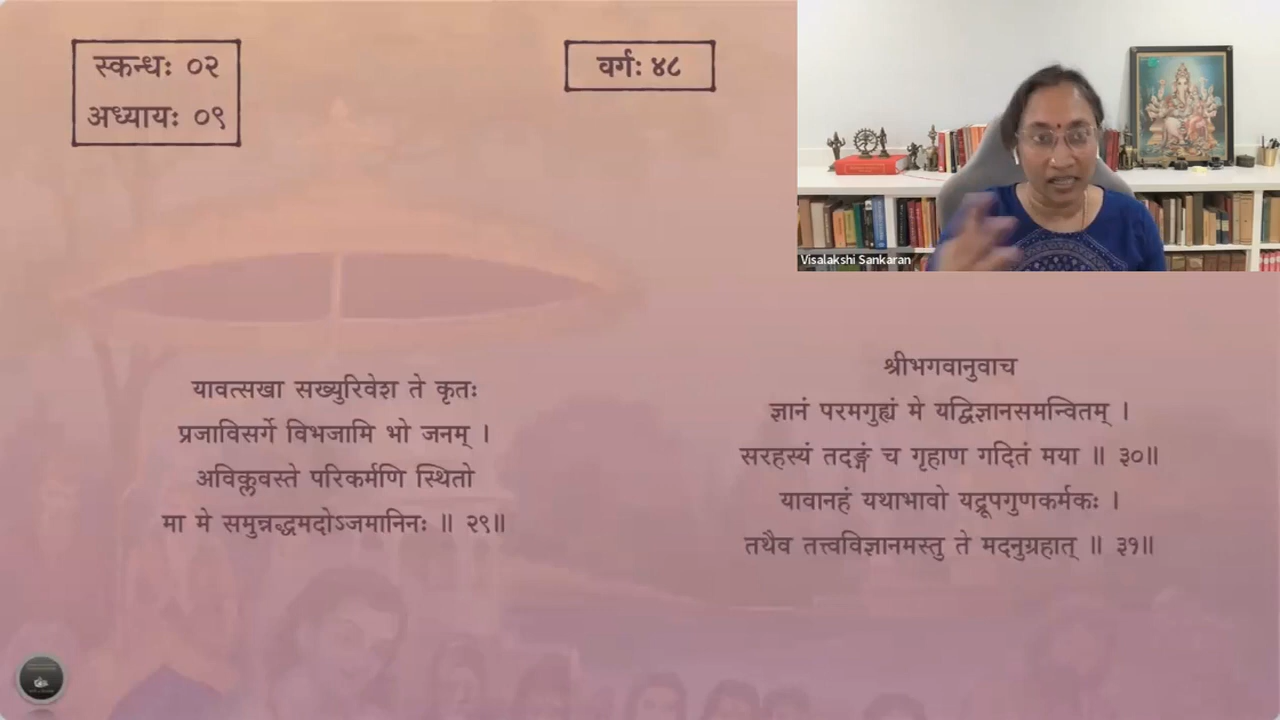 स्कन्धः ०२
अध्यायः ०९
वर्गः ४८
Visalakshi Sankaran
यावत्सखा सख्युरिवेश ते कृतः
प्रजाविसर्गे विभजामि भो जनम् ।
अविक्लवस्ते परिकर्मणि स्थितो
मा मे समुन्नद्धमदोऽजमानिनः ॥ २९॥
श्रीभगवानुवाच
ज्ञानं परमगुह्यं मे यद्विज्ञानसमन्वितम् ।
सरहस्यं तदङ्गं च गृहाण गदितं मया ॥ ३०॥
यावानहं यथाभावो यद्रूपगुणकर्मकः ।
तथैव तत्त्वविज्ञानमस्तु ते मदनुग्रहात् ॥ ३१॥